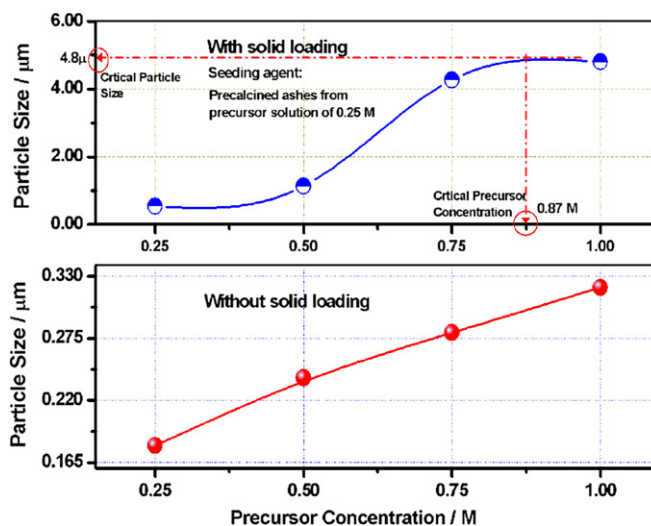 6.00
With solid loading
4.8μ
Crtical Particle
Size
Seeding agent:
4.00
Precalcined ashes from
precursor solution of 0.25 M
Particle Size / μm
2.00
Crtical Precursor
Concentration
0.87 M
0.00
0.25 0.50 0.75 1.00
0.330
Without solid loading
0.275
Particle Size / μm
0.220
0.165
0.25 0.50 0.75 1.00
Precursor Concentration / M